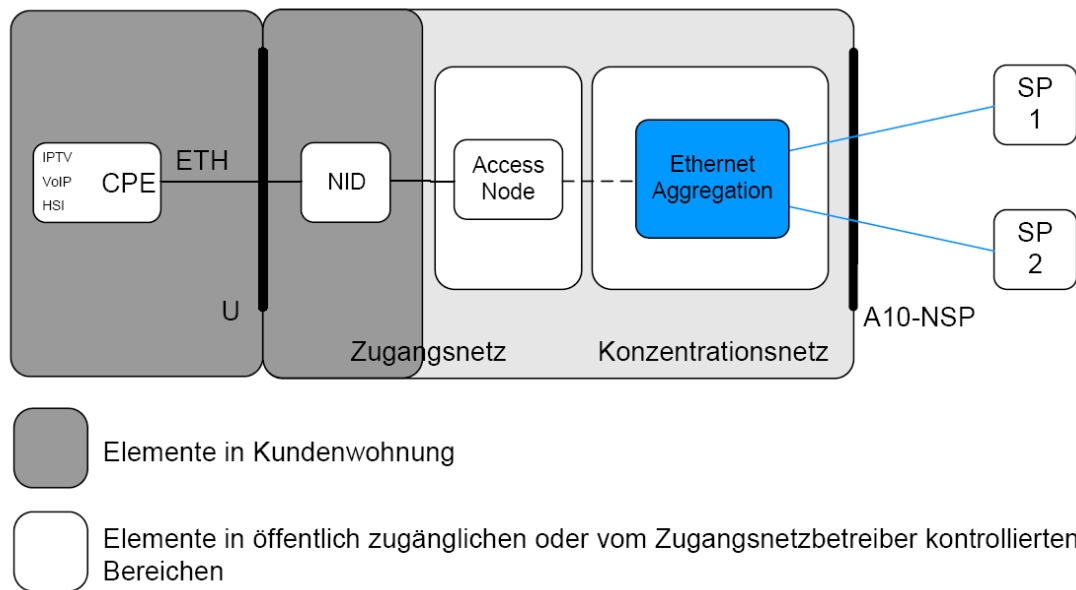 IPTV
VoIP
HSI
CPE
ETH
U
NID
Access
Node
Ethernet
Aggregation
SP
1
SP
2
A10-NSP
Zugangsnetz
Konzentrationsnetz
Elemente in Kundenwohnung
Elemente in öffentlich zugänglichen oder vom Zugangsnetzbetreiber kontrollierten
Bereichen